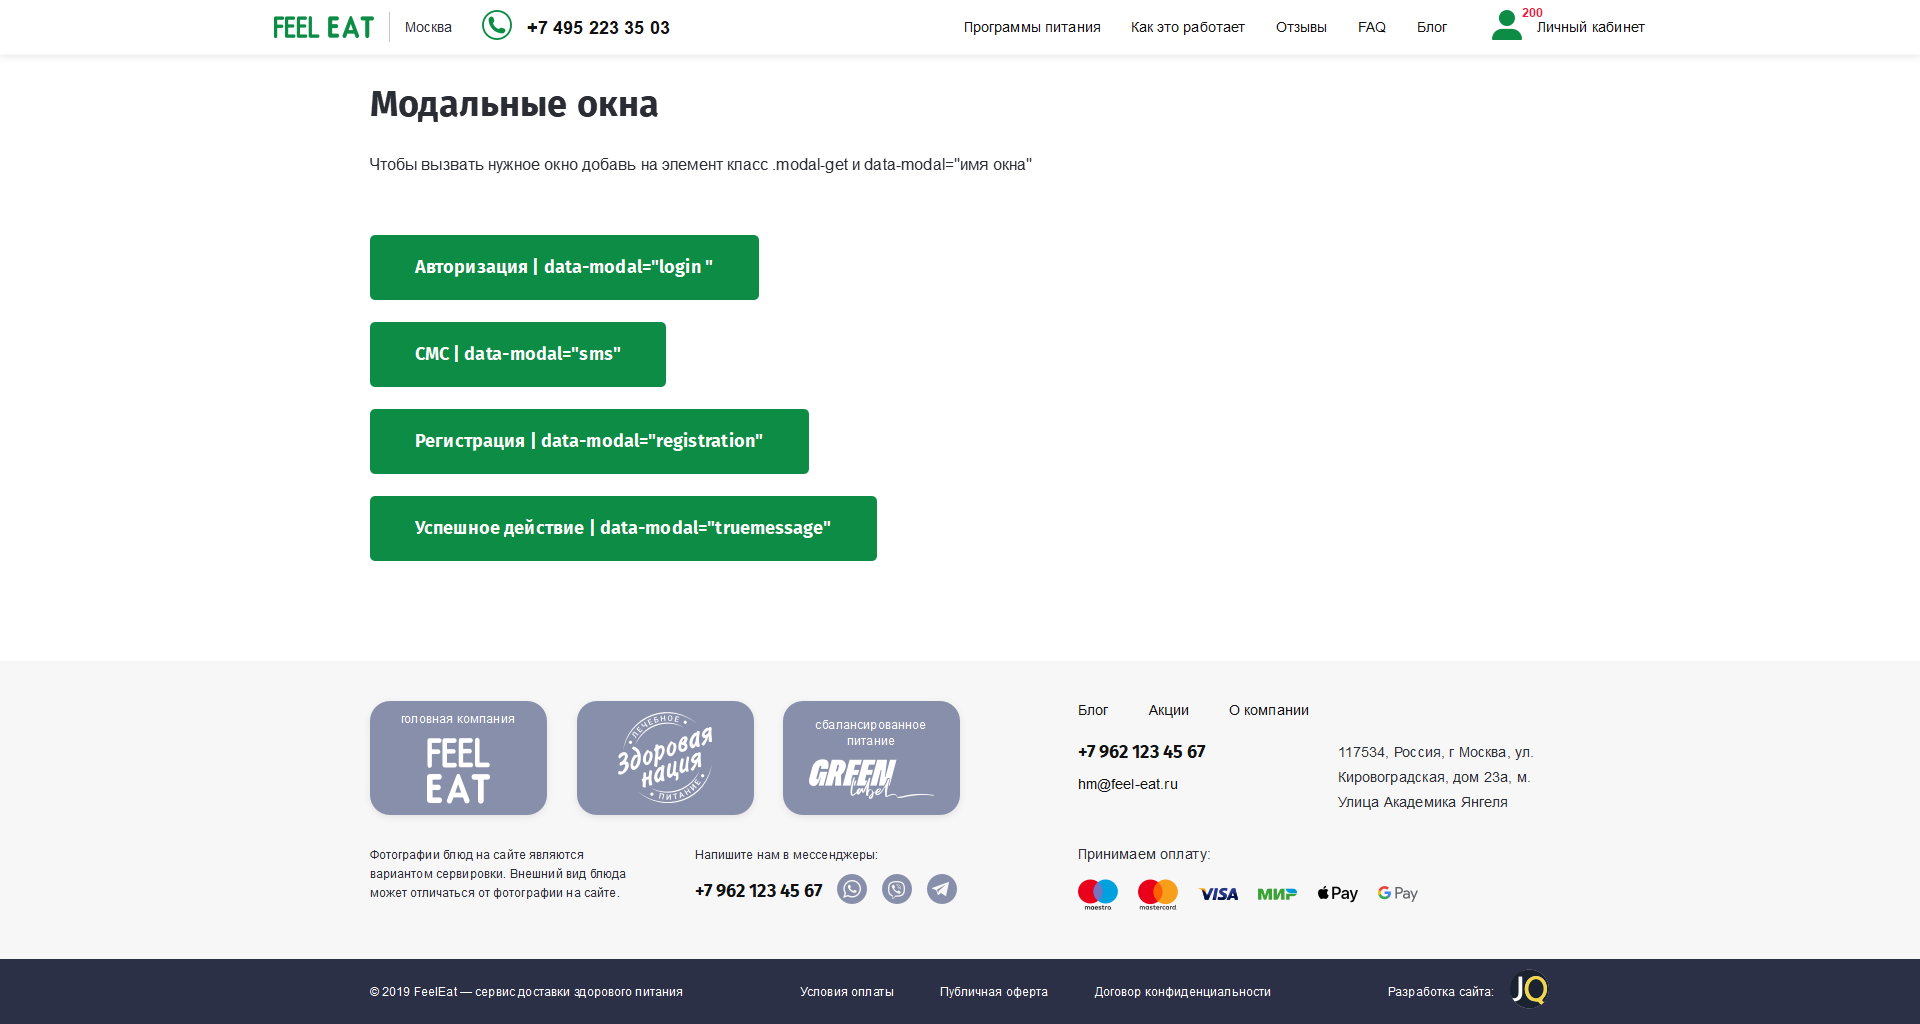 FEEL EAT
Москва
+7 495 223 35 03
Программы питания
Как это работает
Отзывы
FAQ
Блог
200
Личный кабинет
Модальные окна
Чтобы вызвать нужное окно добавь на элемент класс .modal-get и data-modal="имя окна"
Авторизация | data-modal="login "
СМС | data-modal="sms"
Регистрация | data-modal="registration"
Успешное действие | data-modal="truemessage"
головная компания
FEEL
EAT
ЛЕЧЕБНОЕ
Здоровая
нация
ПИТАНИЕ
сбалансированное
питание
GREEN
label
Блог
Акции
О компании
+7 962 123 45 67
hm@feel-eat.ru
117534, Россия, г Москва, ул.
Кировоградская, дом 23а, м.
Улица Академика Янгеля
Фотографии блюд на сайте являются
вариантом сервировки. Внешний вид блюда
может отличаться от фотографии на сайте.
Напишите нам в мессенджеры:
+7 962 123 45 67
Принимаем оплату:
maestro
mastercard
VISA
МИР
Pay
G Pay
© 2019 FeelEat — сервис доставки здорового питания
Условия оплаты
Публичная оферта
Договор конфиденциальности
Разработка сайта:
JQ